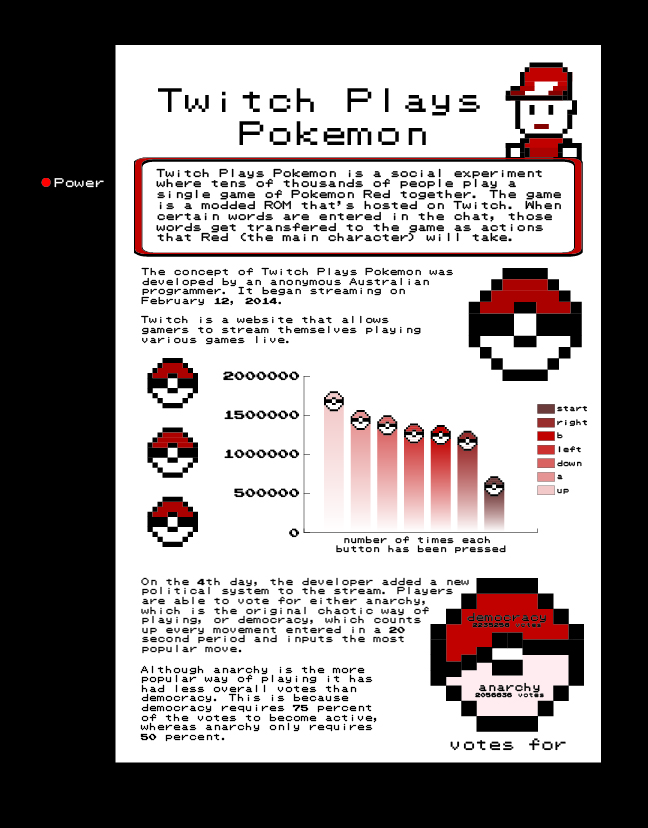 Twitch Plays
Pokemon
Power
Twitch Plays Pokemon is a social experiment
where tens of thousands of people play a
single game of Pokemon Red together. The game
is a modded ROM that's hosted on Twitch. When
certain words are entered in the chat, those
words get transfered to the game as actions
that Red (the main character) will take.
The concept of Twitch Plays Pokemon was
developed by an anonymous Australian
programmer. It began streaming on
February 12, 2014.
Twitch is a website that allows
gamers to stream themselves playing
various games live.
2000000
1500000
1000000
500000
0
start
right
b
left
down
a
up
number of times each
button has been pressed
On the 4th day, the developer added a new
political system to the stream. Players
are able to vote for either anarchy,
which is the original chaotic way of
playing, or democracy, which counts
up every movement entered in a 20
second period and inputs the most
popular move.
Although anarchy is the more
popular way of playing it has
had less overall votes than
democracy. This is because
democracy requires 75 percent
of the votes to become active,
whereas anarchy only requires
50 percent.
democracy
votes
anarchy
2056636 votes
votes for